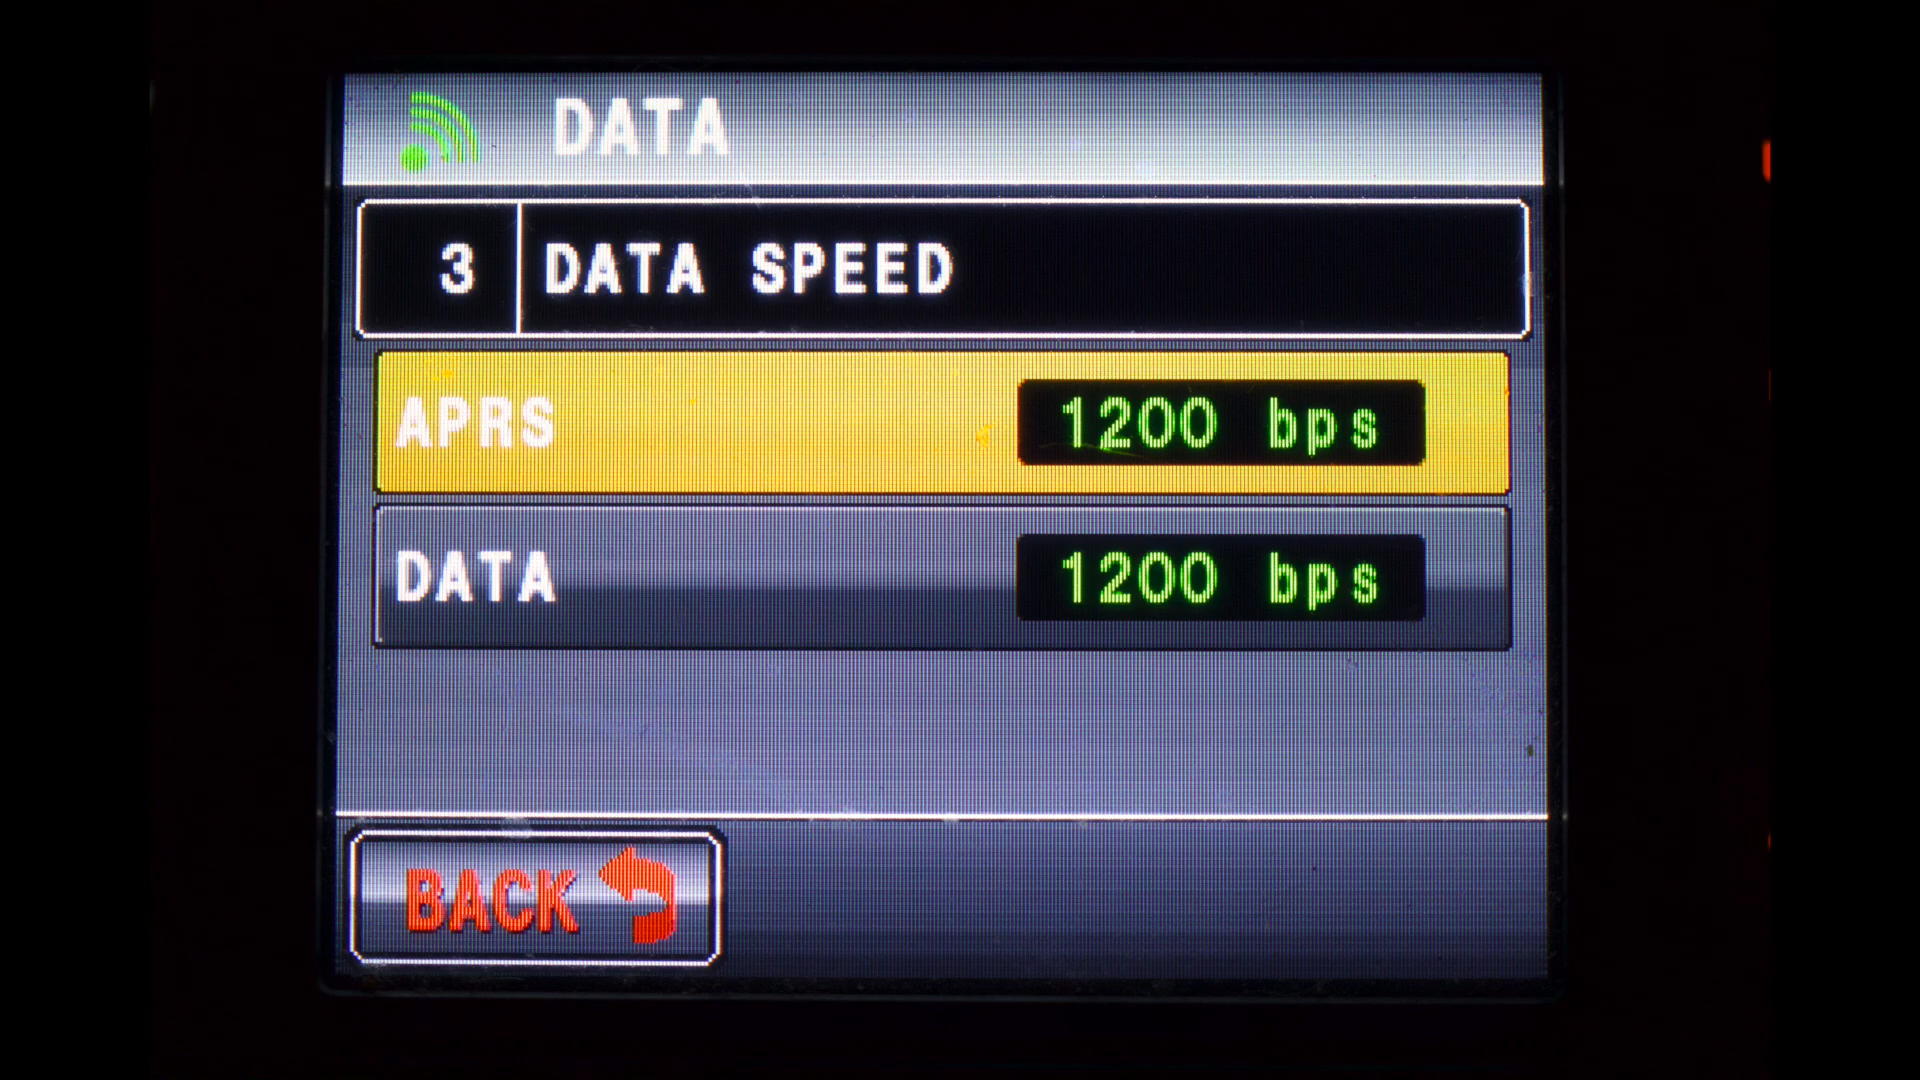 DATA
3 DATA SPEED
APRS 1200 bps
DATA 1200 bps
BACK